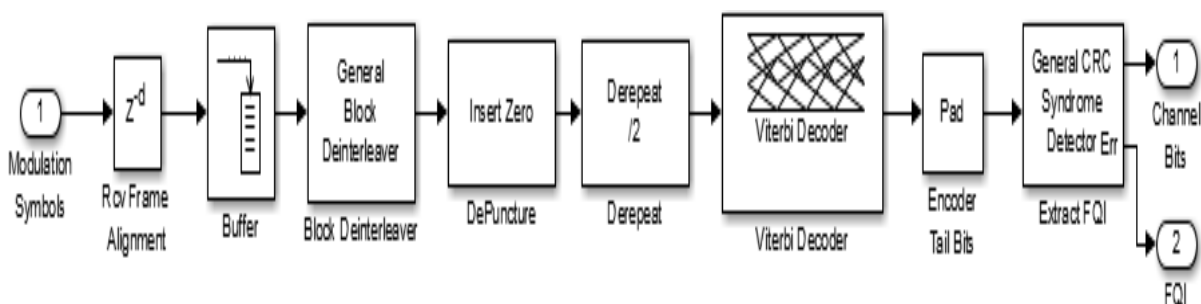 1
Modulation
Symbols
Z-d
Rcv Frame
Alignment
Buffer
General
Block
Deinterleaver
Block Deinterleaver
Insert Zero
DePuncture
Derepeat
/2
Derepeat
Viterbi Decoder
Viterbi Decoder
Pad
Encoder
Tail Bits
General CRC
Syndrome
Detector Err
Extract FQI
1
Channel
Bits
2
FQI